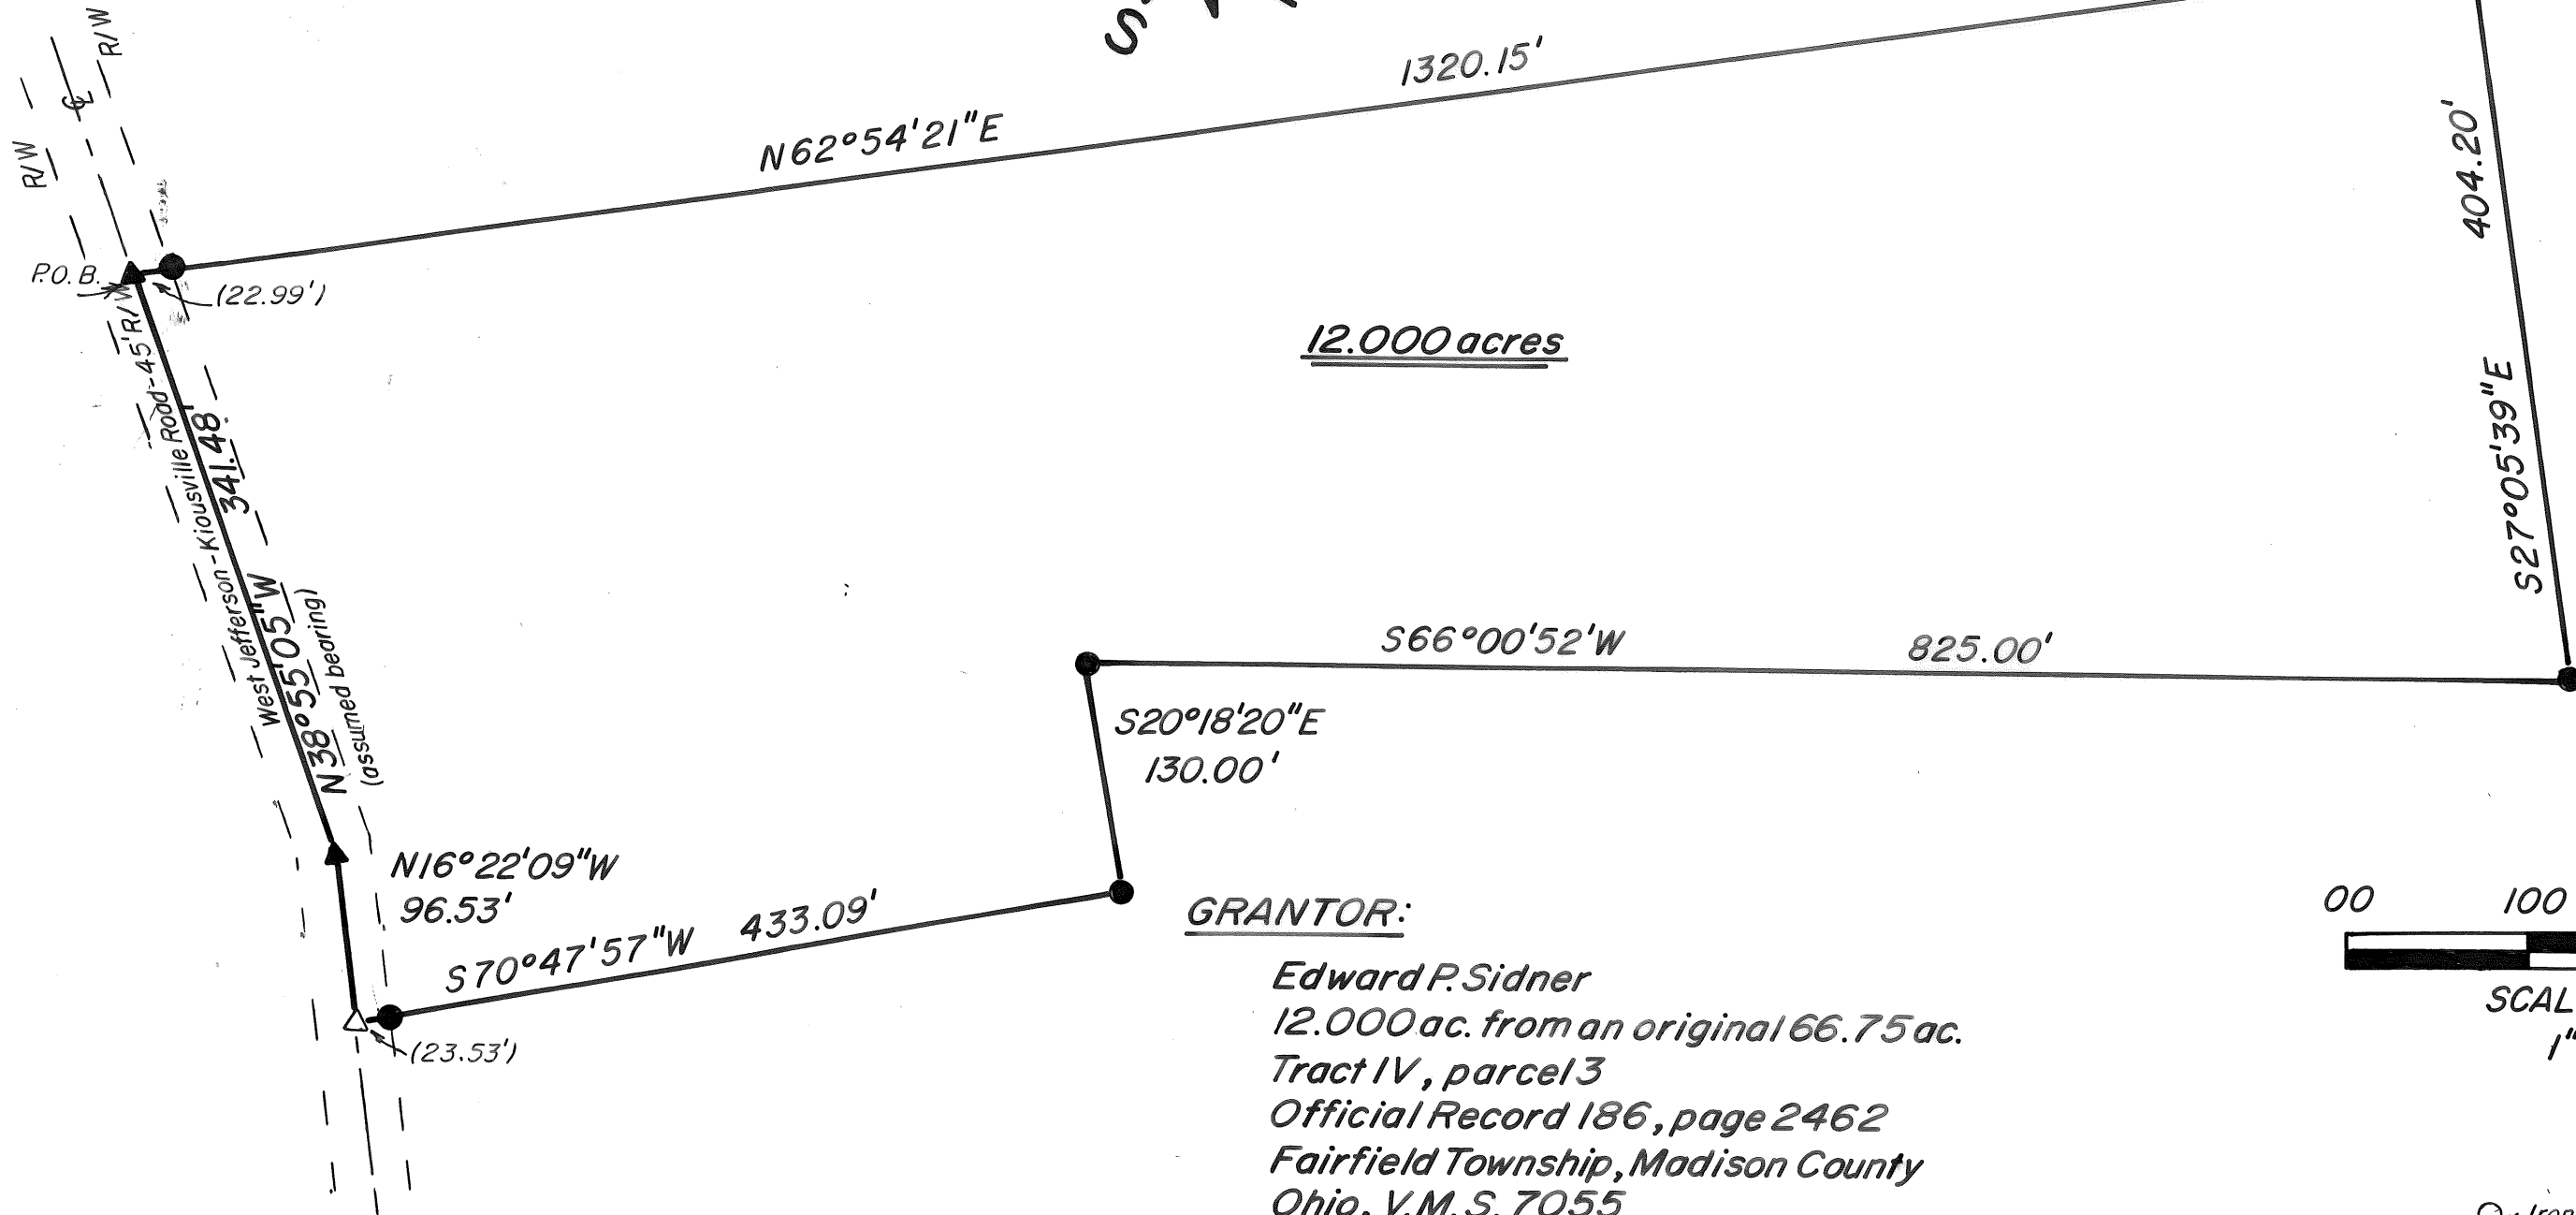 R/W
R/W
℄
1320.15'
N62°54'21"E
404.20'
S27°05'39"E
P.O.B.
(22.99')
12.000 acres
West Jefferson-Kiousville Road-45' R/W
341.48'
N38°55'05"W
(assumed bearing)
S66°00'52'W 825.00'
S20°18'20"E
130.00'
N16°22'09"W
96.53'
S70°47'57"W 433.09'
(23.53')
GRANTOR:
Edward P. Sidner
12.000 ac. from an original 66.75 ac.
Tract IV, parcel 3
Official Record 186, page 2462
Fairfield Township, Madison County
Ohio, V.M.S. 7055
00 100
SCAL
1"